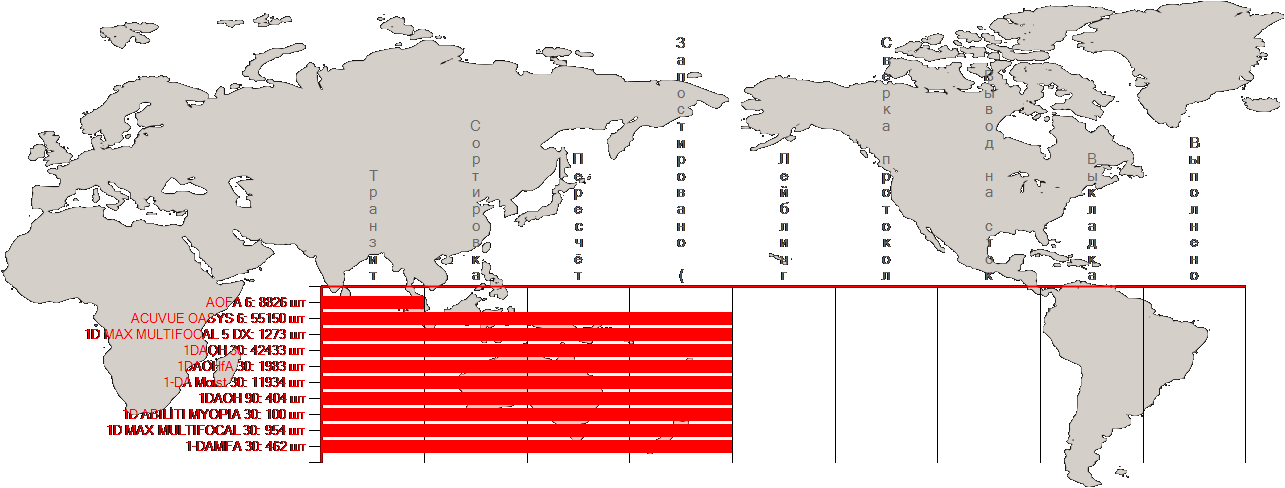 Транзит
Сортировка
Пересчёт
Запостировано (
Лейблинг
Сверка протокол
Вывод на сток
Выкладка
Выполнено
AOFA 6: 8826 шт
ACUVUE OASYS 6: 55150 шт
1D MAX MULTIFOCAL 5 DX: 1273 шт
1DAOH 30: 42433 шт
1DAOHfA 30: 1983 шт
1-DA Moist 30: 11934 шт
1DAOH 90: 404 шт
1D ABILITI MYOPIA 30: 100 шт
1D MAX MULTIFOCAL 30: 954 шт
1-DAMFA 30: 462 шт